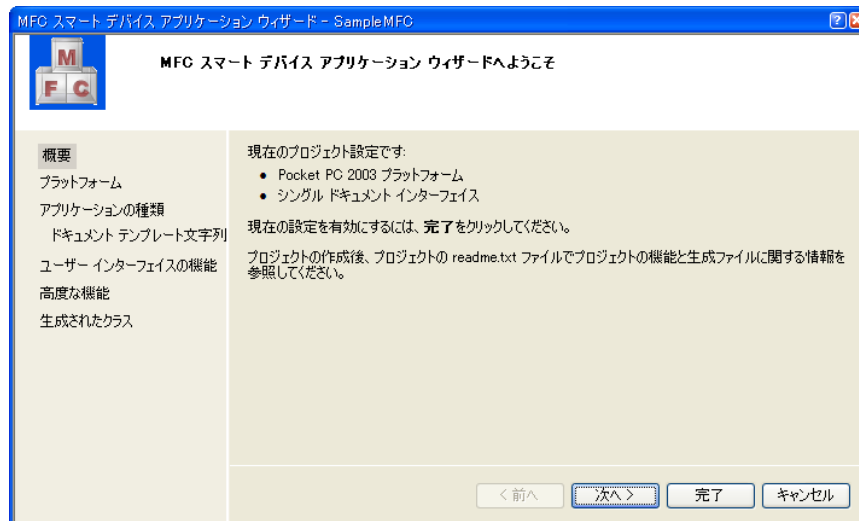 MFC スマート デバイス アプリケーション ウィザード - SampleMFC
M
F C
MFC スマート デバイス アプリケーション ウィザードへようこそ
概要
プラットフォーム
アプリケーションの種類
ドキュメント テンプレート文字列
ユーザー インターフェイスの機能
高度な機能
生成されたクラス
現在のプロジェクト設定です:
• Pocket PC 2003 プラットフォーム
• シングル ドキュメント インターフェイス
現在の設定を有効にするには、完了をクリックしてください。
プロジェクトの作成後、プロジェクトの readme.txt ファイルでプロジェクトの機能と生成ファイルに関する情報を
参照してください。
< 前へ
次へ >
完了
キャンセル